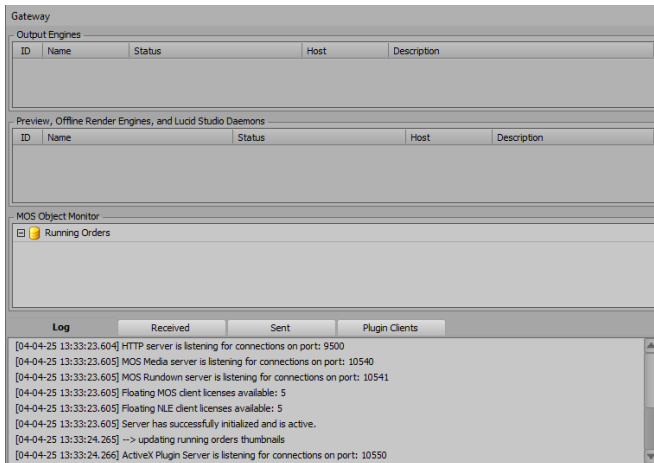 Gateway
Output Engines
ID Name Status Host Description
Preview, Offline Render Engines, and Lucid Studio Daemons
ID Name Status Host Description
MOS Object Monitor
Running Orders
Log Received Sent Plugin Clients
[04-04-25 13:33:23.604] HTTP server is listening for connections on port: 9500
[04-04-25 13:33:23.605] MOS Media server is listening for connections on port: 10540
[04-04-25 13:33:23.605] MOS Rundown server is listening for connections on port: 10541
[04-04-25 13:33:23.605] Floating MOS client licenses available: 5
[04-04-25 13:33:23.605] Floating NLE client licenses available: 5
[04-04-25 13:33:23.605] Server has successfully initialized and is active.
[04-04-25 13:33:24.265] --> updating running orders thumbnails
[04-04-25 13:33:24.266] ActiveX Plugin Server is listening for connections on port: 10550